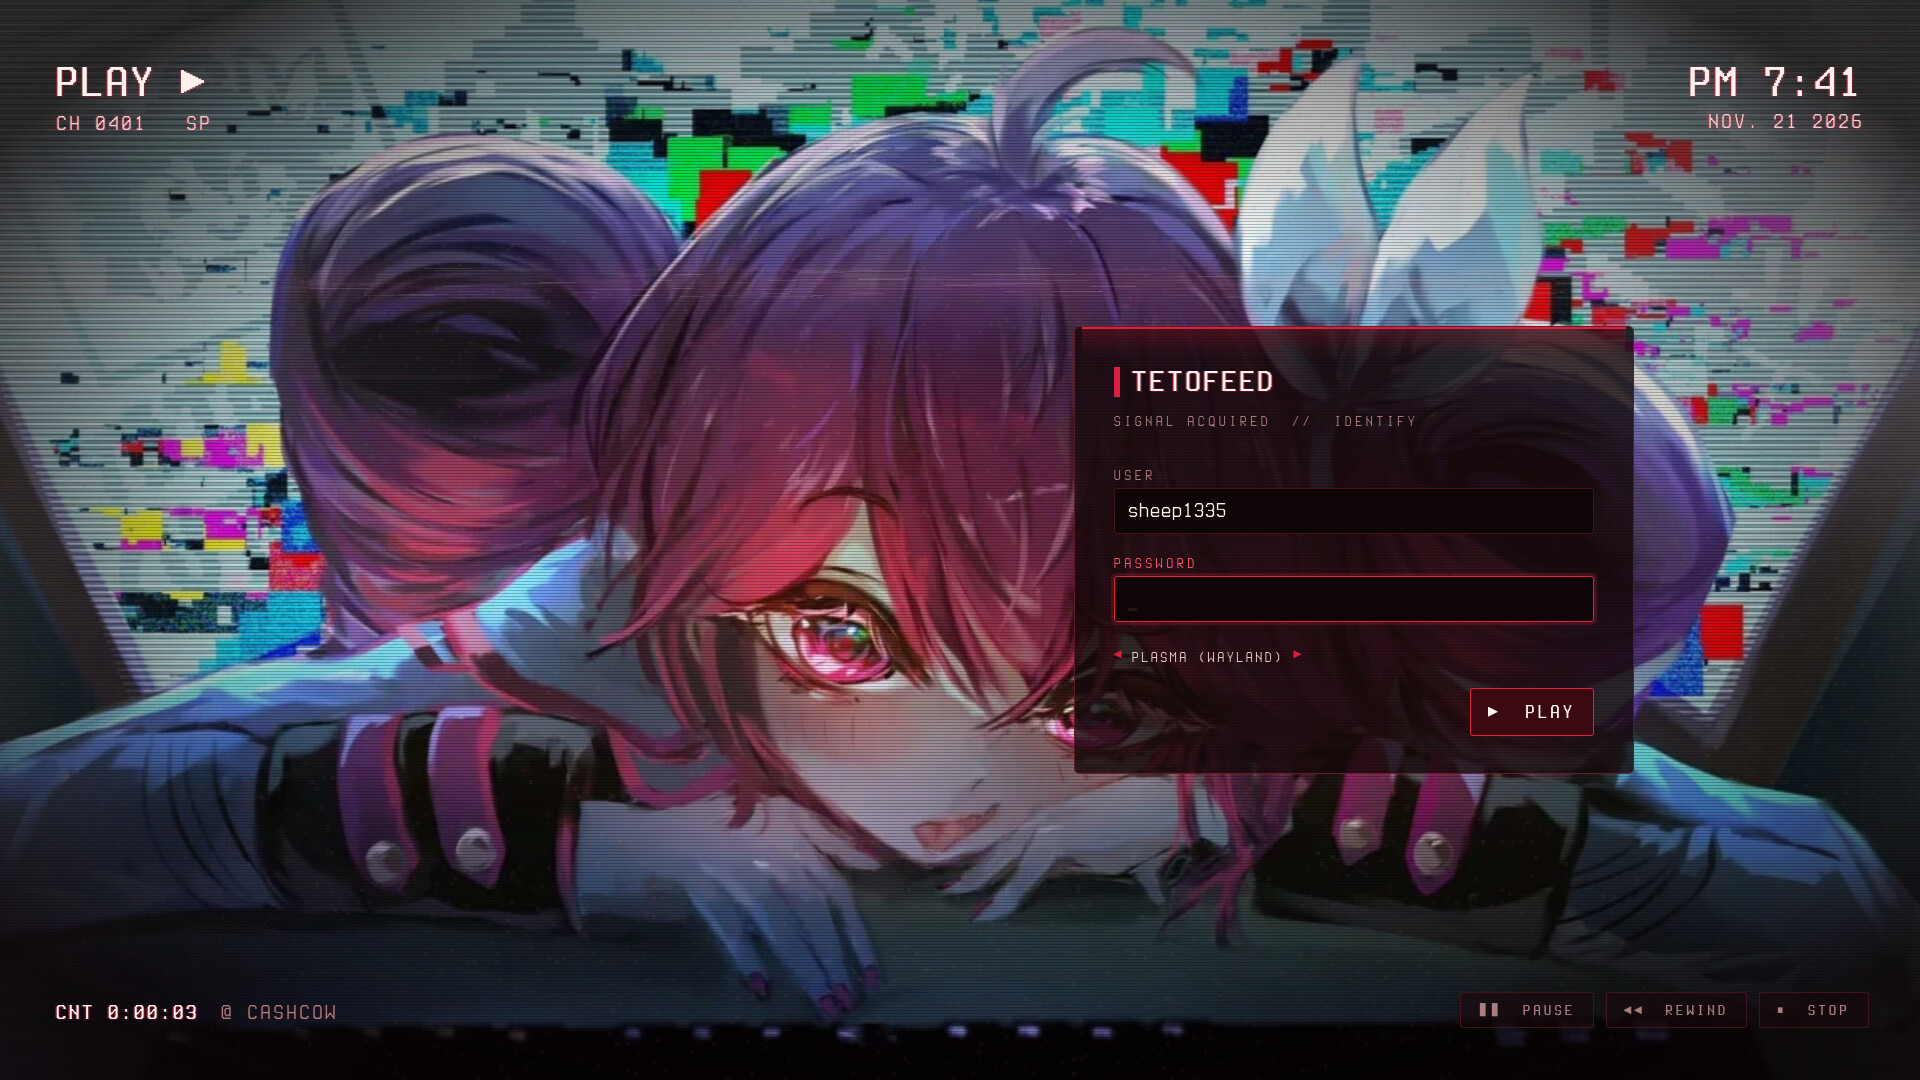 PLAY ▶
CH 0401 SP
PM 7:41
NOV. 21 2026
TETOFEED
SIGNAL ACQUIRED // IDENTIFY
USER
sheep1335
PASSWORD
_
◀ PLASMA (WAYLAND) ▶
▶ PLAY
CNT 0:00:03 @ CASHCOW
❚❚ PAUSE
◀◀ REWIND
■ STOP